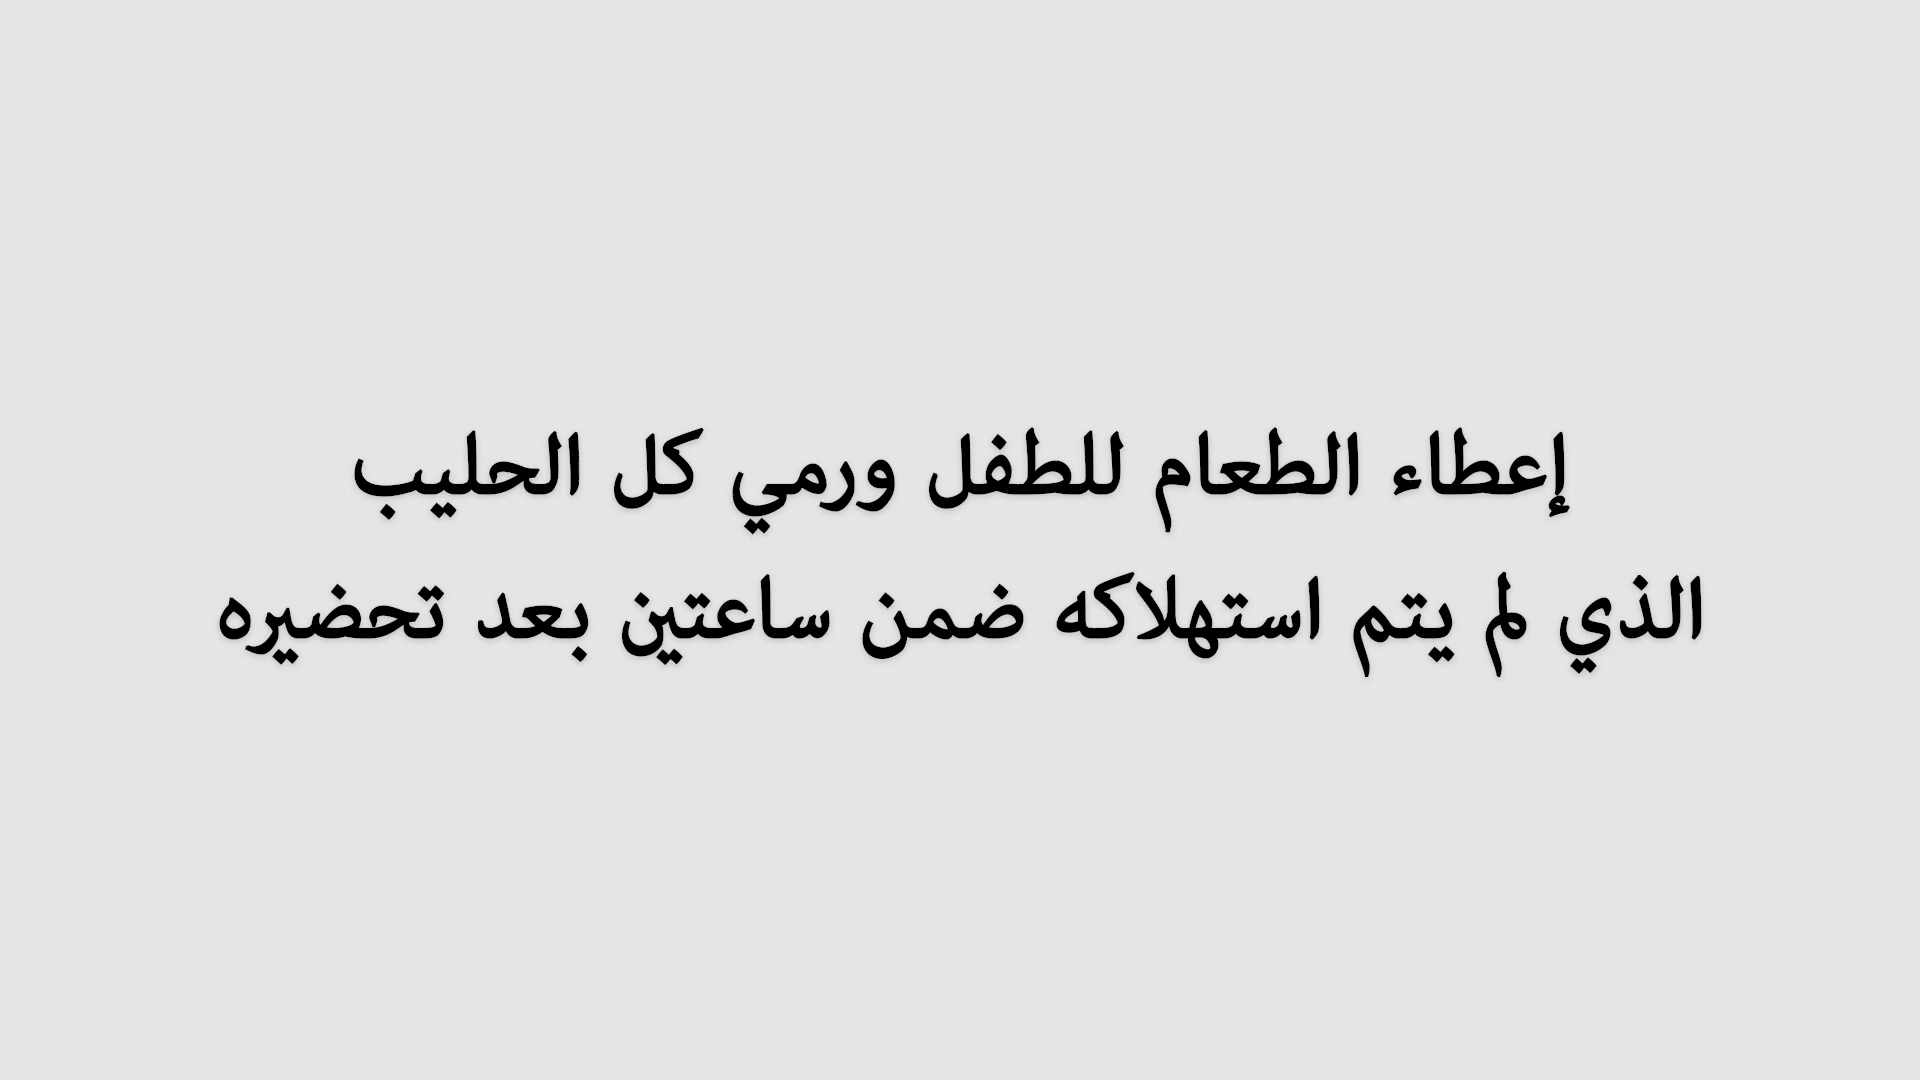 إعطاء الطعام للطفل ورمي كل الحليب
الذي لم يتم استهلاكه ضمن ساعتين بعد تحضيره